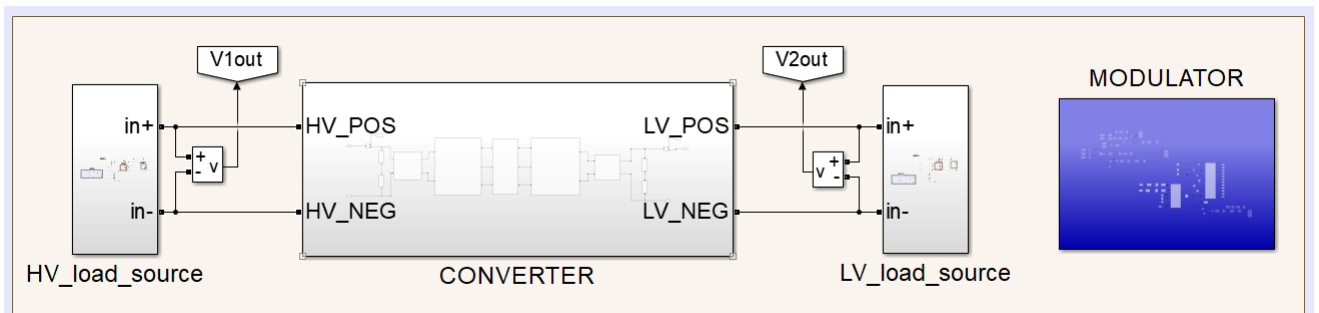 V1out
V2out
MODULATOR
in+
HV_POS
LV_POS
in+
+
-
v
v
+
-
in-
HV_NEG
LV_NEG
in-
HV_load_source
CONVERTER
LV_load_source